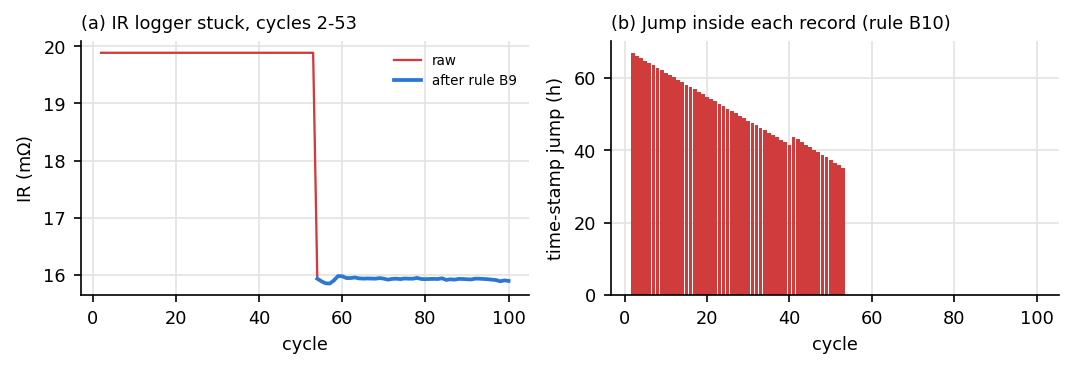 (a) IR logger stuck, cycles 2-53
IR (mΩ)
20
19
18
17
16
raw
after rule B9
0 20 40 60 80 100
cycle
(b) Jump inside each record (rule B10)
time-stamp jump (h)
60
40
20
0
0 20 40 60 80 100
cycle